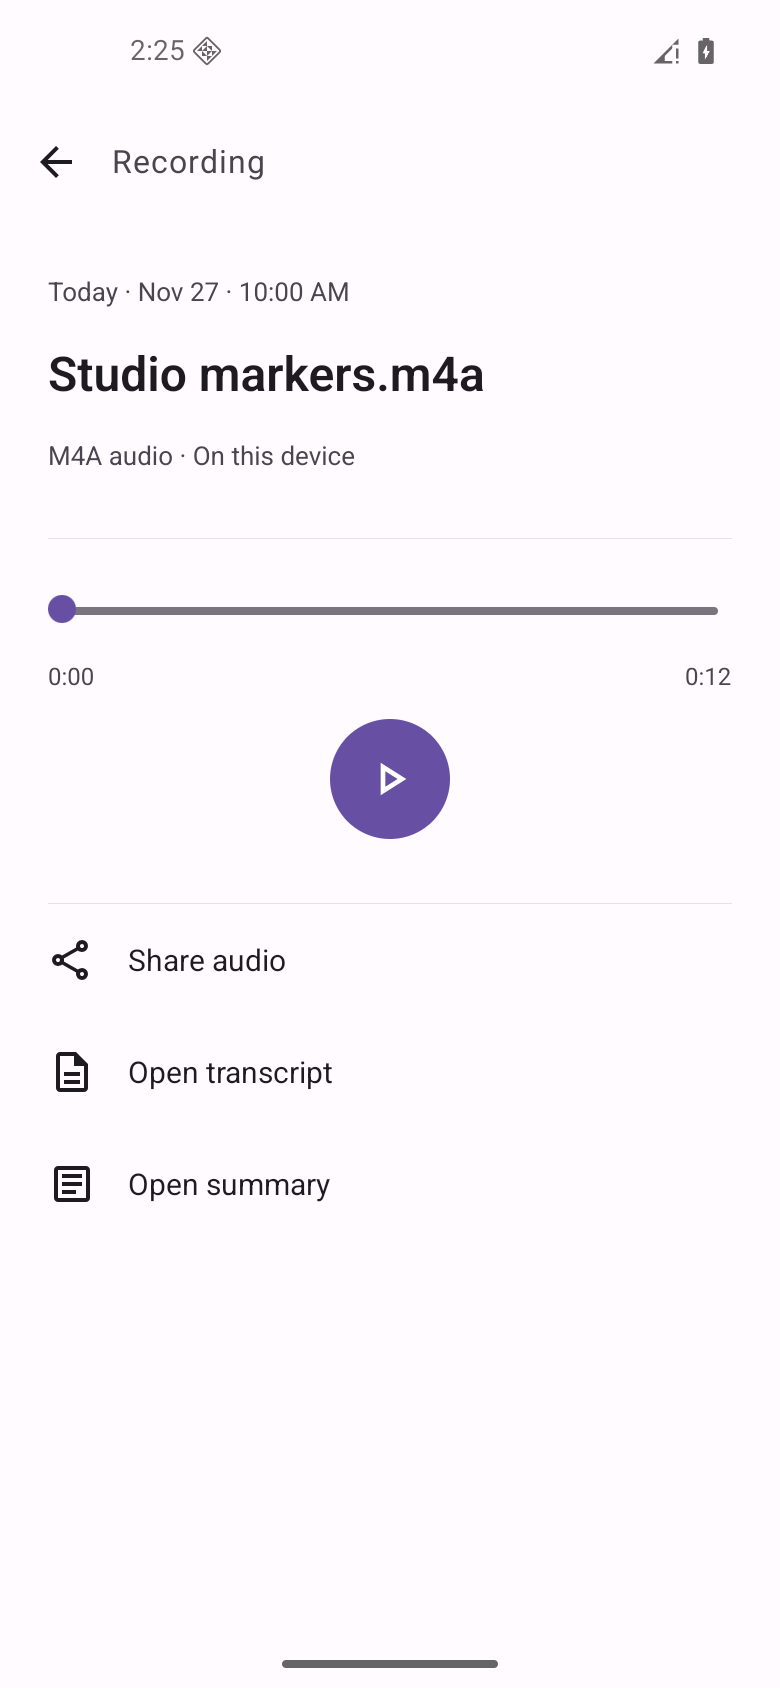 2:25
Recording
Today · Nov 27 · 10:00 AM
Studio markers.m4a
M4A audio · On this device
0:00
0:12
Share audio
Open transcript
Open summary